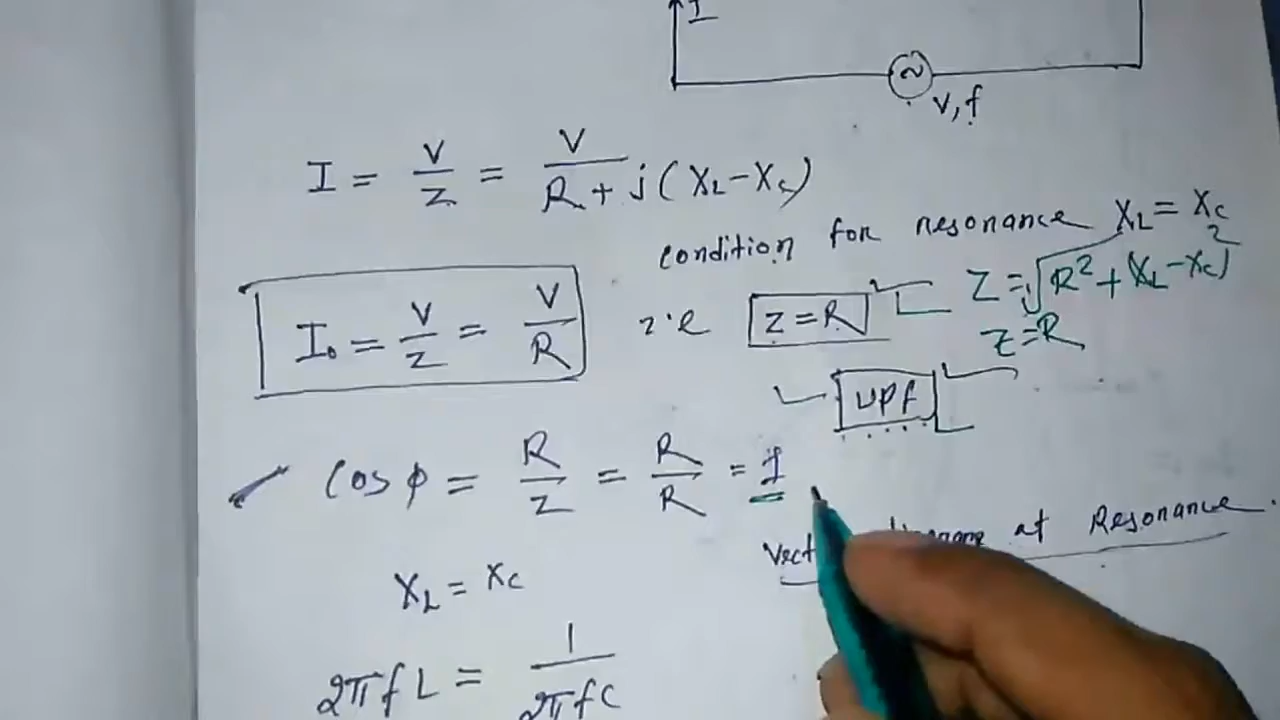 I
V, f
I = V/Z = V/(R + j(XL - Xc))
condition for resonance XL = Xc
Z = √(R² + (XL - Xc)²)
I₀ = V/Z = V/R i.e Z = R
Z = R
UPF
Cos φ = R/Z = R/R = 1
at Resonance.
XL = Xc
2πfL = 1/(2πfC)